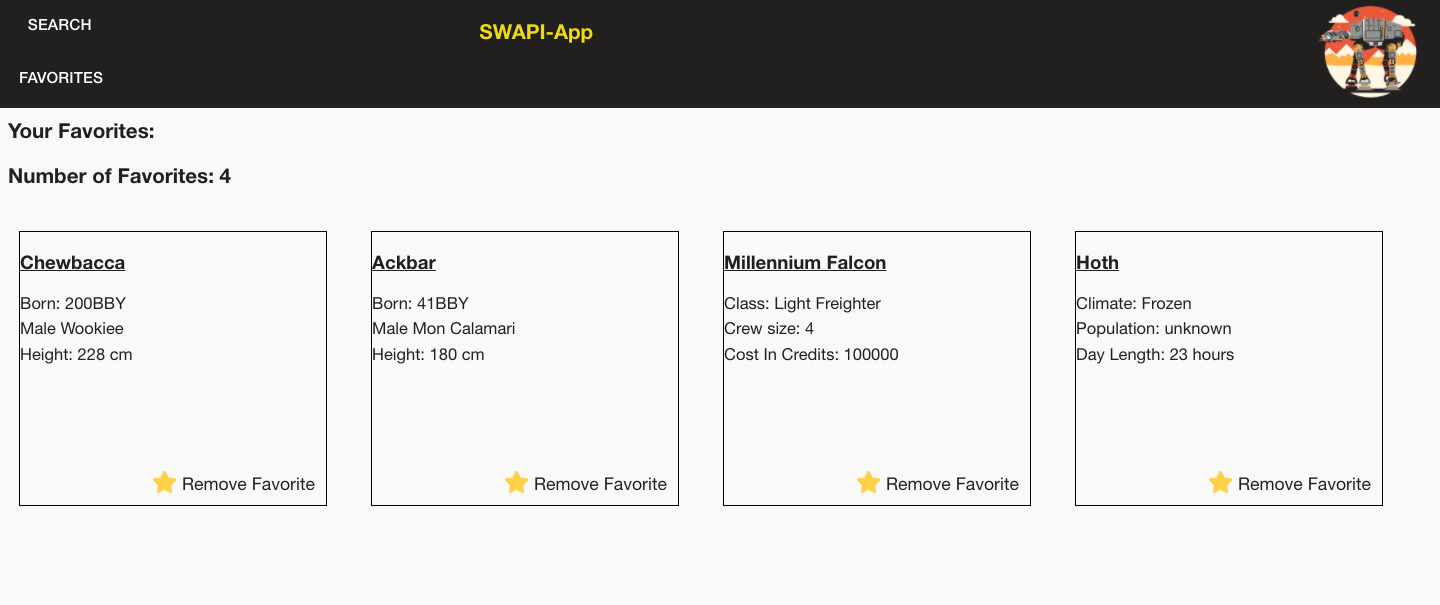 SEARCH
SWAPI-App
FAVORITES
Your Favorites:
Number of Favorites: 4
Chewbacca
Born: 200BBY
Male Wookiee
Height: 228 cm
Remove Favorite
Ackbar
Born: 41BBY
Male Mon Calamari
Height: 180 cm
Remove Favorite
Millennium Falcon
Class: Light Freighter
Crew size: 4
Cost In Credits: 100000
Remove Favorite
Hoth
Climate: Frozen
Population: unknown
Day Length: 23 hours
Remove Favorite